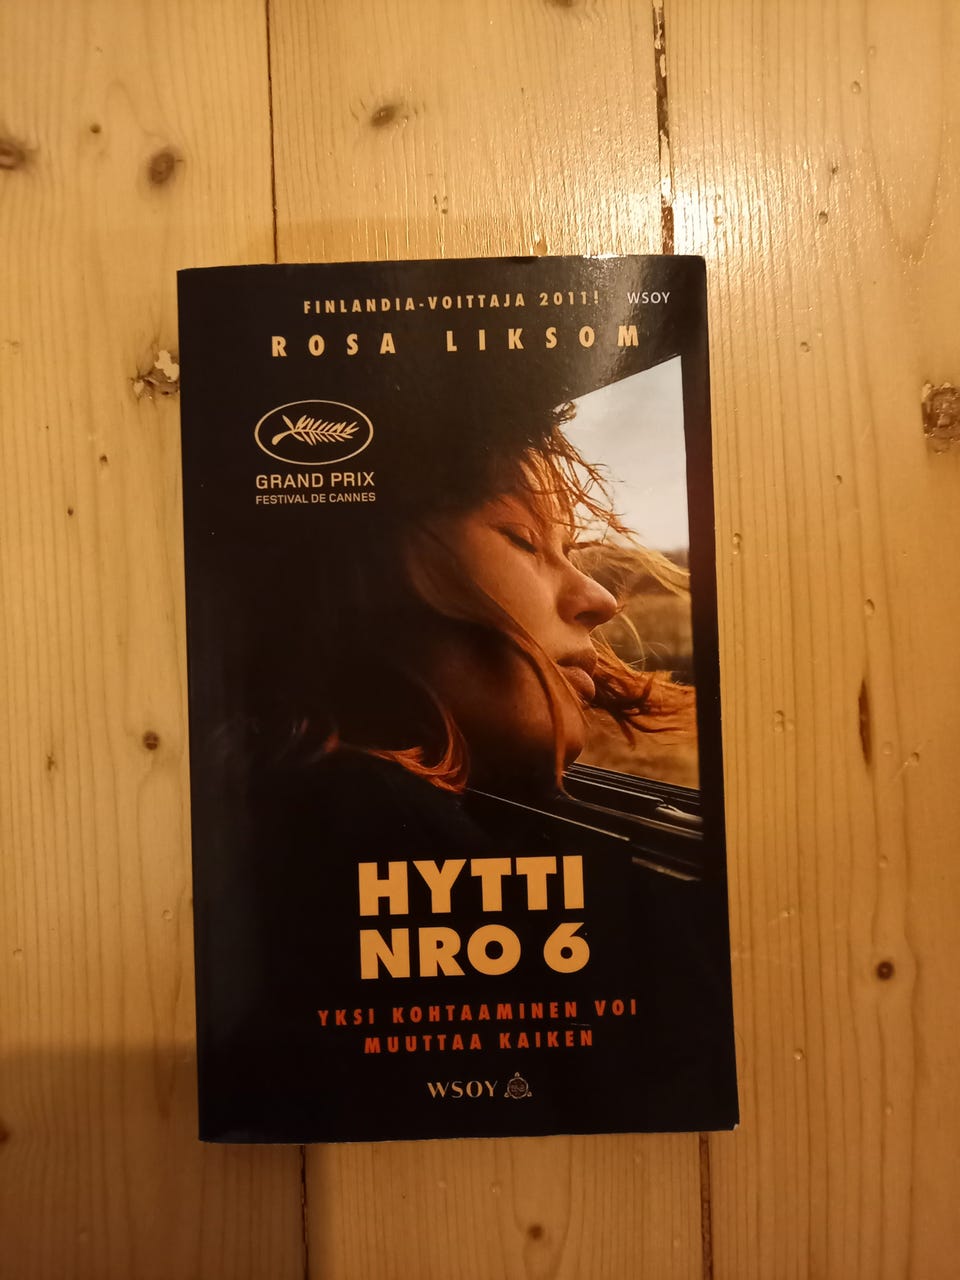 FINLANDIA-VOITTAJA 2011! WSOY
ROSA LIKSOM
GRAND PRIX
FESTIVAL DE CANNES
HYTTI
NRO 6
YKSI KOHTAAMINEN VOI
MUUTTAA KAIKEN
WSOY